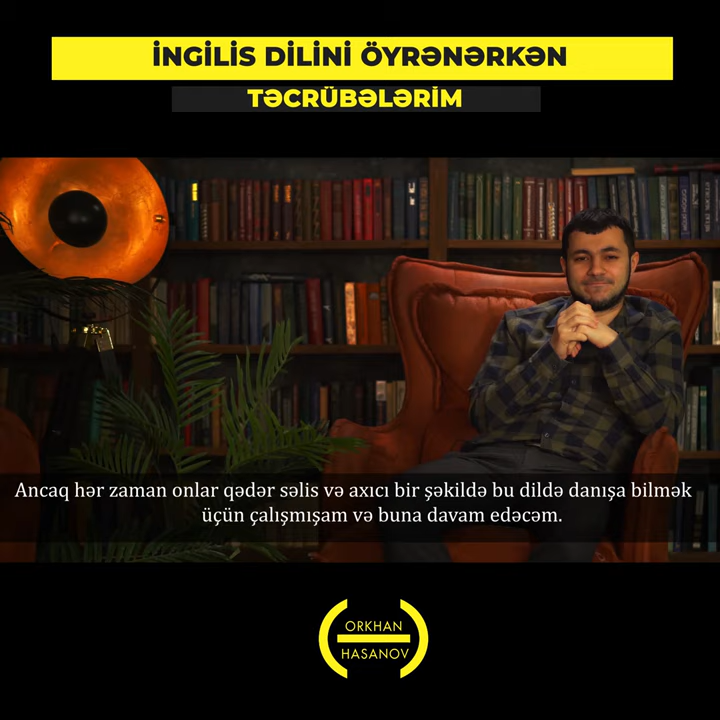 İNGİLİS DİLİNİ ÖYRƏNƏRKƏN
TƏCRÜBƏLƏRİM
Ancaq hər zaman onlar qədər səlis və axıcı bir şəkildə bu dildə danışa bilmək
üçün çalışmışam və buna davam edəcəm.
ORKHAN
HASANOV